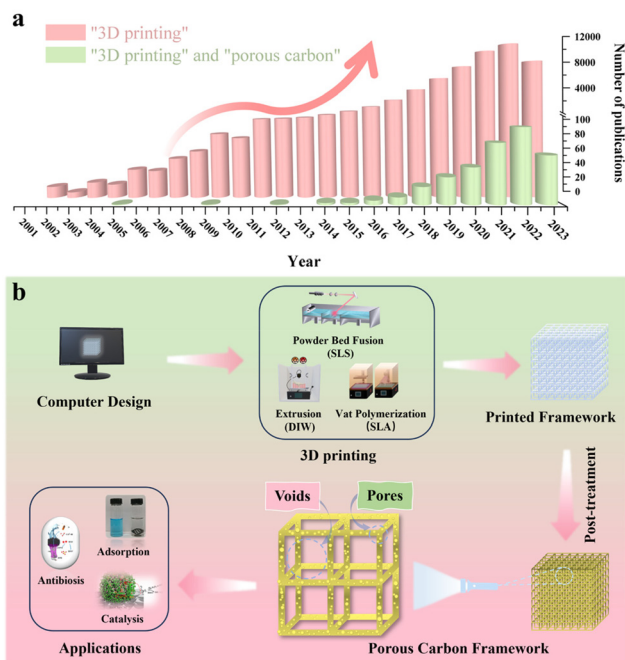 a
"3D printing"
"3D printing" and "porous carbon"
12000
8000
4000
100
80
60
40
20
0
Number of publications
2001
2002
2003
2004
2005
2006
2007
2008
2009
2010
2011
2012
2013
2014
2015
2016
2017
2018
2019
2020
2021
2022
2023
Year
b
Computer Design
Powder Bed Fusion
(SLS)
Extrusion
(DIW)
Vat Polymerization
(SLA)
3D printing
Printed Framework
Post-treatment
Voids
Pores
Porous Carbon Framework
Antibiosis
Adsorption
Catalysis
Applications